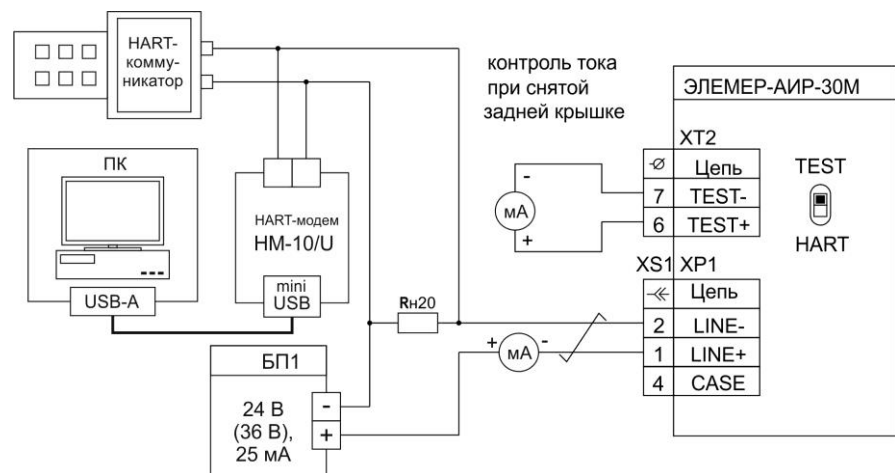 HART-
комму-
никатор
контроль тока
при снятой
задней крышке
ЭЛЕМЕР-АИР-30М
ПК
HART-модем
НМ-10/U
mini
USB
USB-A
XT2
Цепь
7 TEST-
6 TEST+
TEST
HART
-
мА
+
XS1 XP1
Цепь
2 LINE-
1 LINE+
4 CASE
Rн20
+ мА -
БП1
24 В
(36 В),
25 мА
-
+